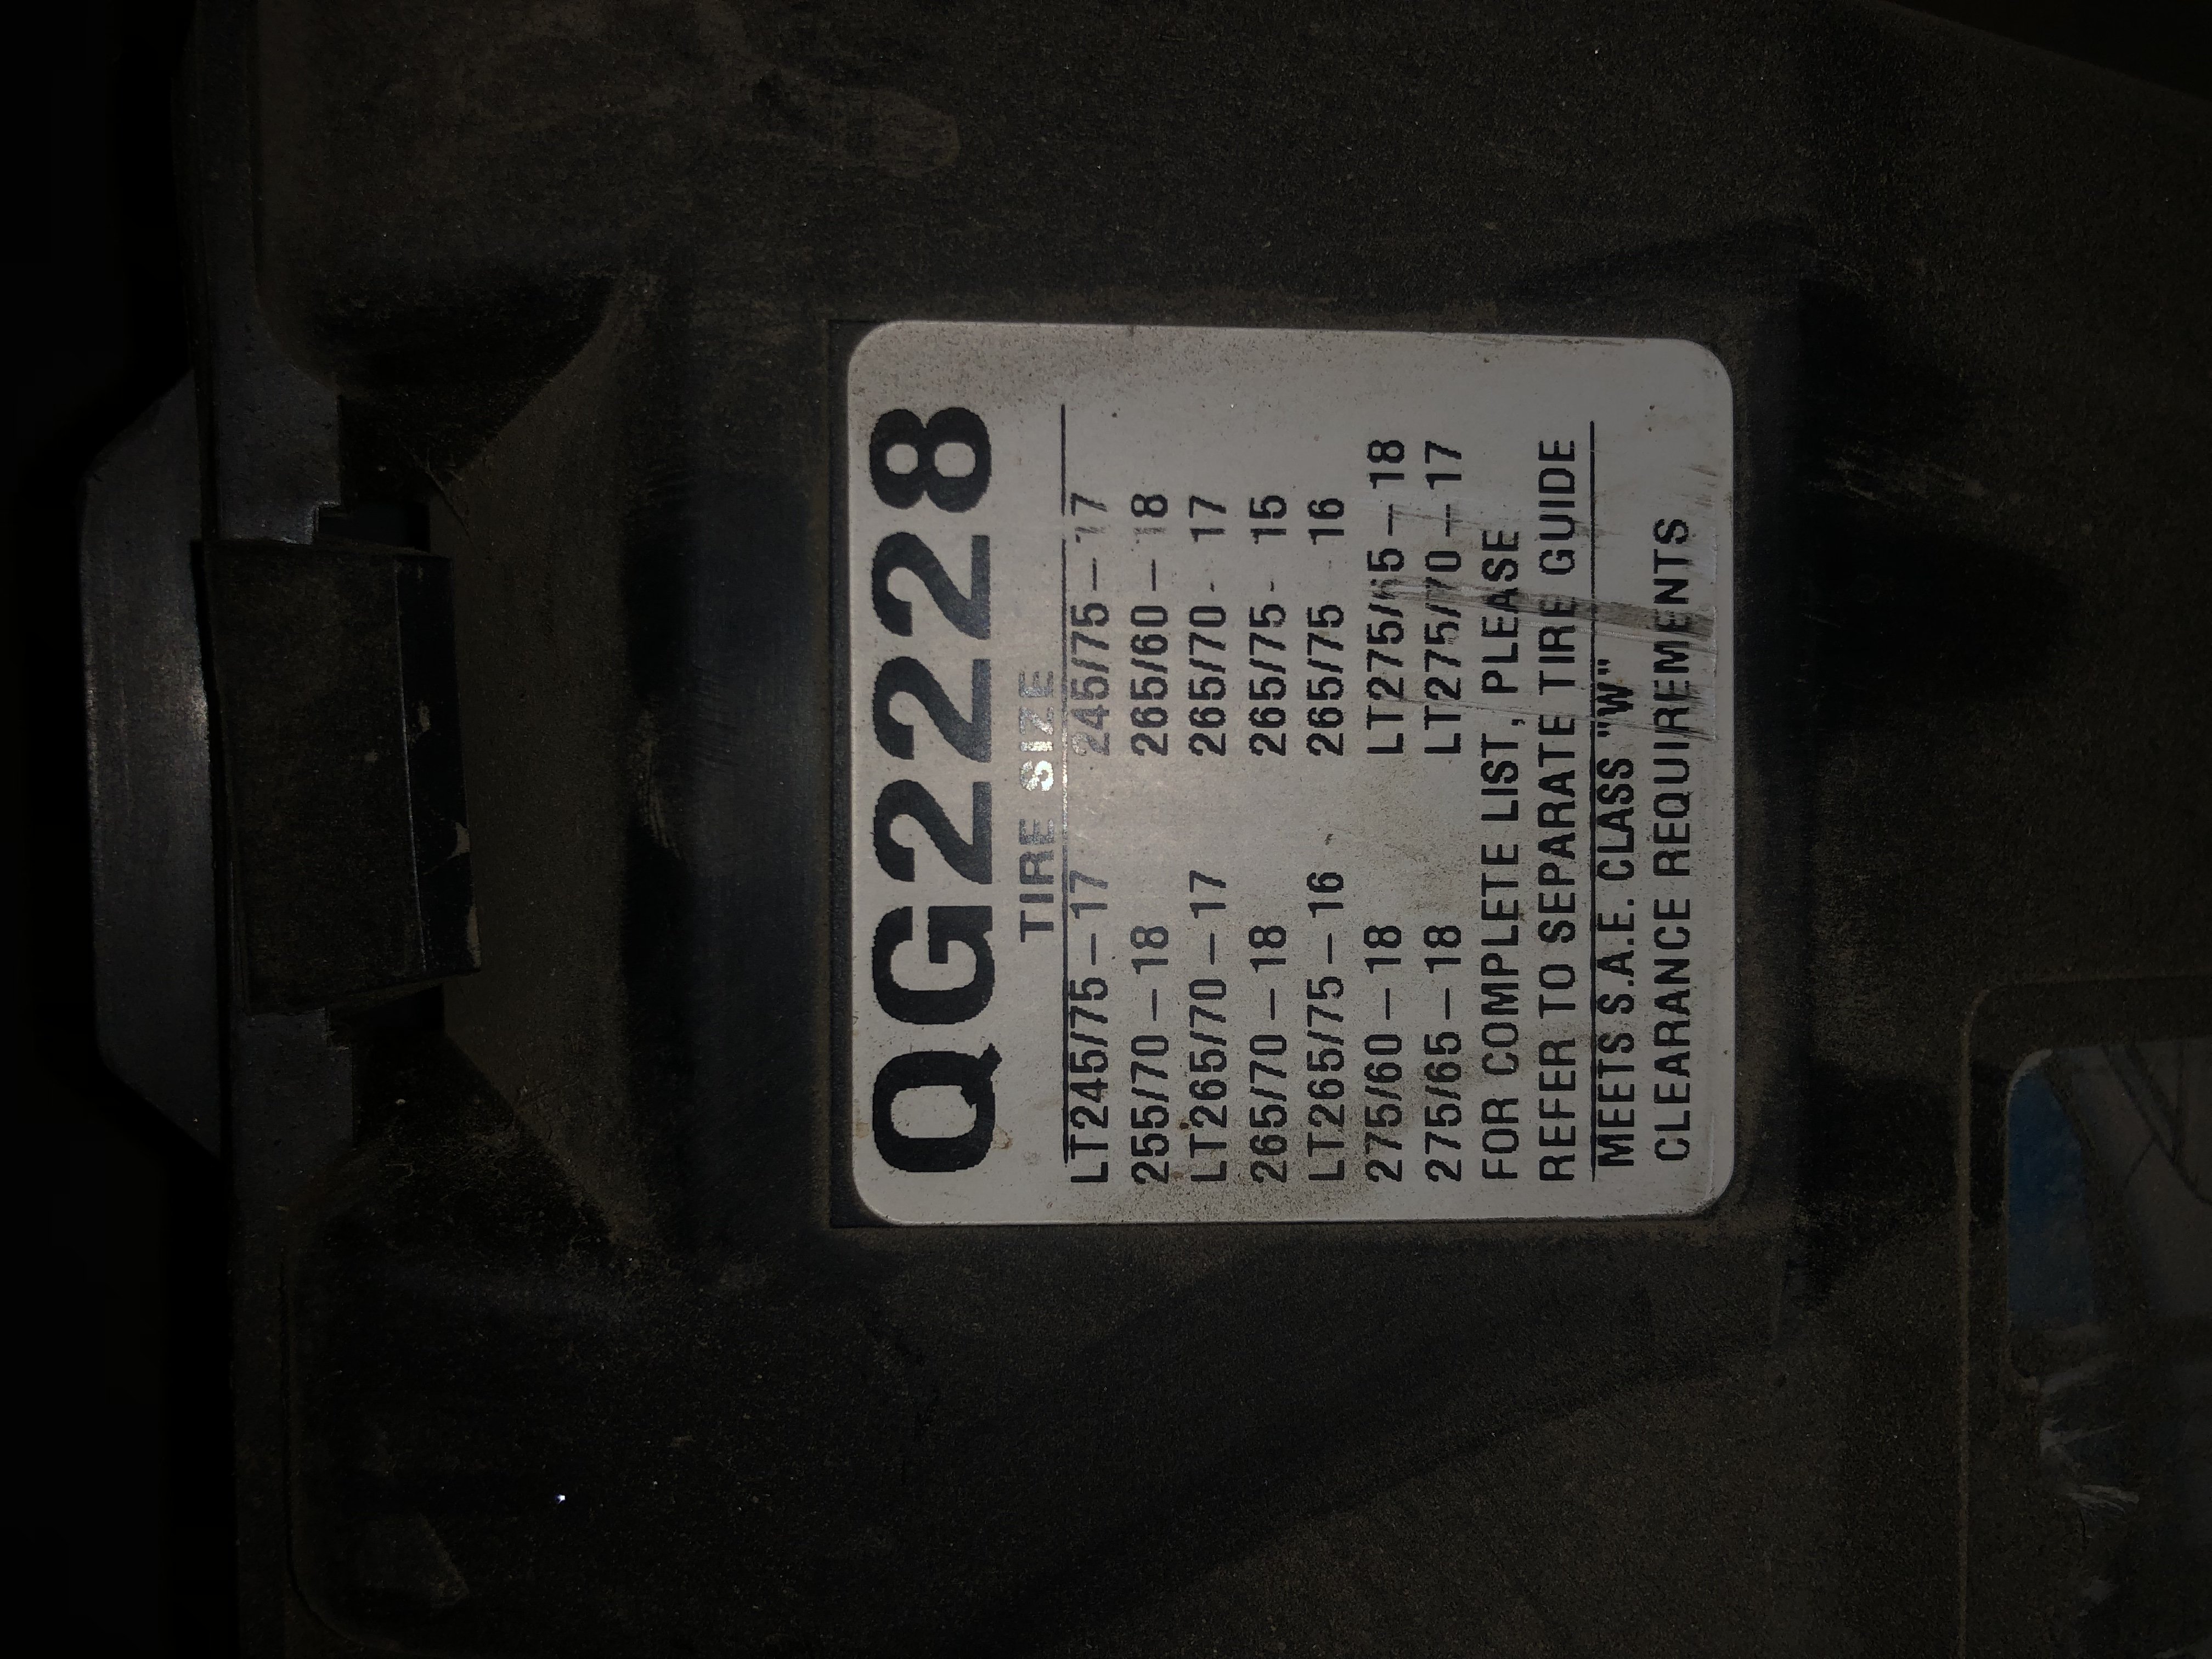 QG2228
TIRE SIZE
LT245/75–17 245/75–17
255/70–18 265/60–18
LT265/70–17 265/70-17
265/70–18 265/75-15
LT265/75–16 265/75-16
275/60–18 LT275/65–18
275/65–18 LT275/70–17
FOR COMPLETE LIST, PLEASE
REFER TO SEPARATE TIRE GUIDE
MEETS S.A.E. CLASS "W"
CLEARANCE REQUIREMENTS